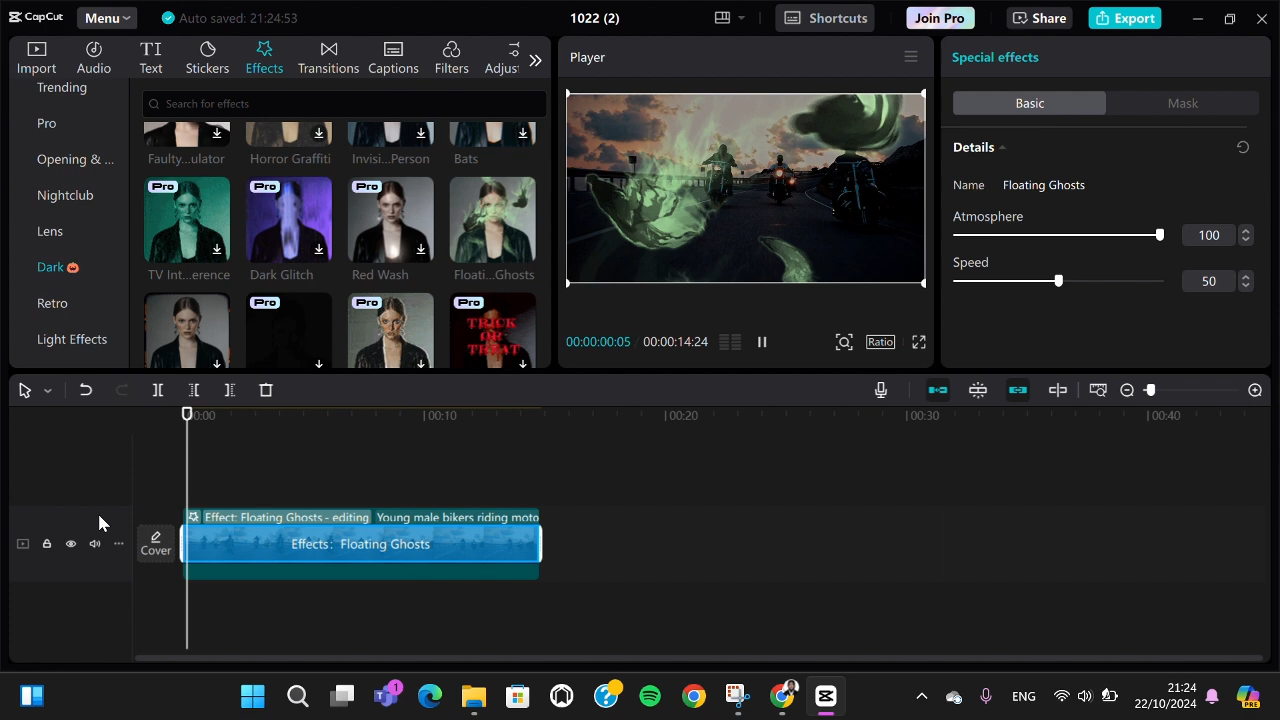 CapCut
Menu
Auto saved: 21:24:53
1022 (2)
Shortcuts
Join Pro
Share
Export
Import
Audio
TI
Text
Stickers
Effects
Transitions
Captions
Filters
Adjus
Search for effects
Trending
Pro
Opening & ...
Nightclub
Lens
Dark
Retro
Light Effects
Faulty...ulator
Horror Graffiti
Invisi...Person
Bats
Pro
Pro
Pro
TV Int...erence
Dark Glitch
Red Wash
Floati...Ghosts
Pro
Pro
Pro
TRICK
OR
TREAT
Player
00:00:00:05 / 00:00:14:24
Ratio
Special effects
Basic
Mask
Details
Name Floating Ghosts
Atmosphere
100
Speed
50
00:00
00:10
00:20
00:30
00:40
Effect: Floating Ghosts - editing
Young male bikers riding moto
Effects: Floating Ghosts
Cover
1
ENG
21:24
22/10/2024
PRE